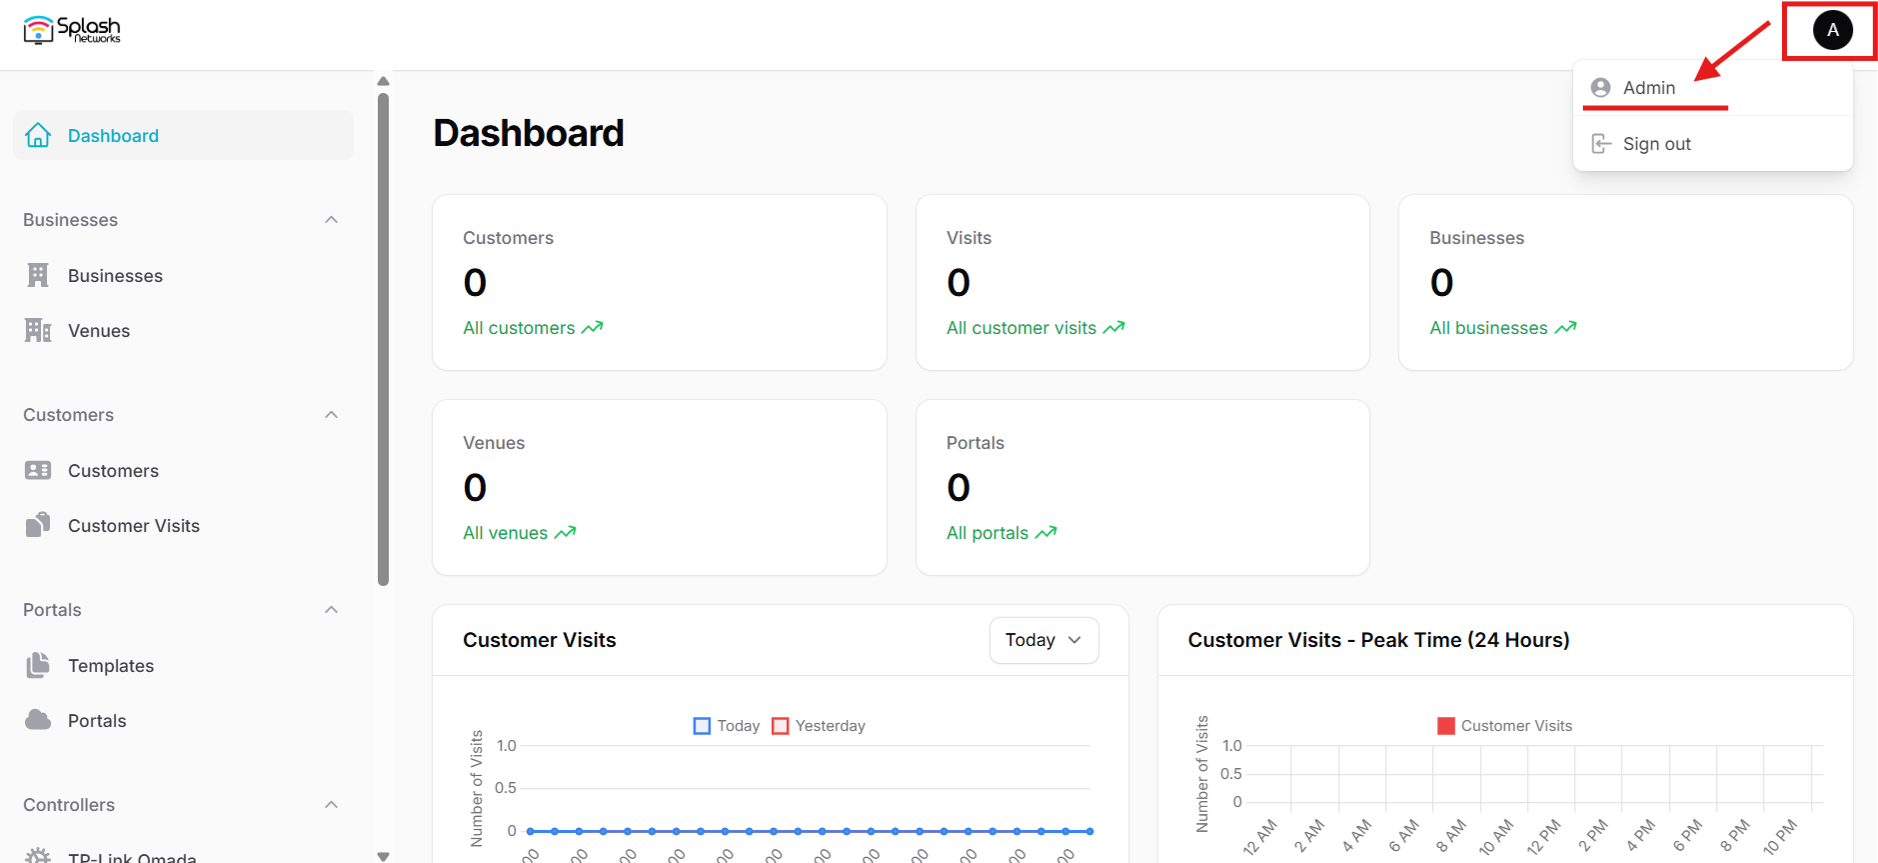 Splash
Networks
A
Admin
Sign out
Dashboard
Businesses
Businesses
Venues
Customers
Customers
Customer Visits
Portals
Templates
Portals
Controllers
TP-Link Omada
Dashboard
Customers
0
All customers
Visits
0
All customer visits
Businesses
0
All businesses
Venues
0
All venues
Portals
0
All portals
Customer Visits
Today
Today Yesterday
Number of Visits
1.0
0.5
0
Customer Visits - Peak Time (24 Hours)
Customer Visits
Number of Visits
1.0
0.5
0
12 AM 2 AM 4 AM 6 AM 8 AM 10 AM 12 PM 2 PM 4 PM 6 PM 8 PM 10 PM